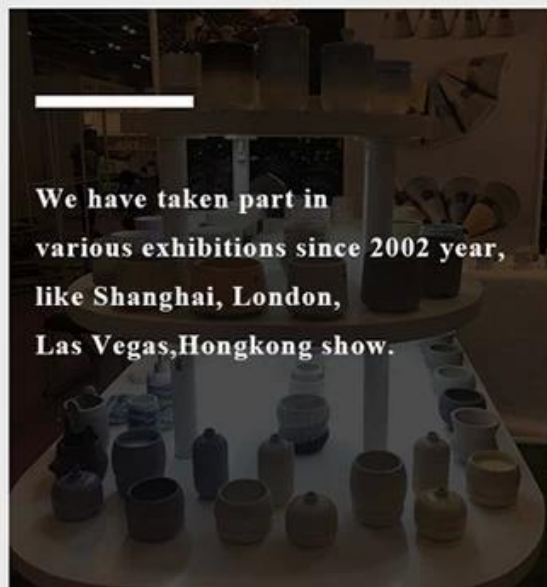 We have taken part in
various exhibitions since 2002 year,
like Shanghai, London,
Las Vegas,Hongkong show.